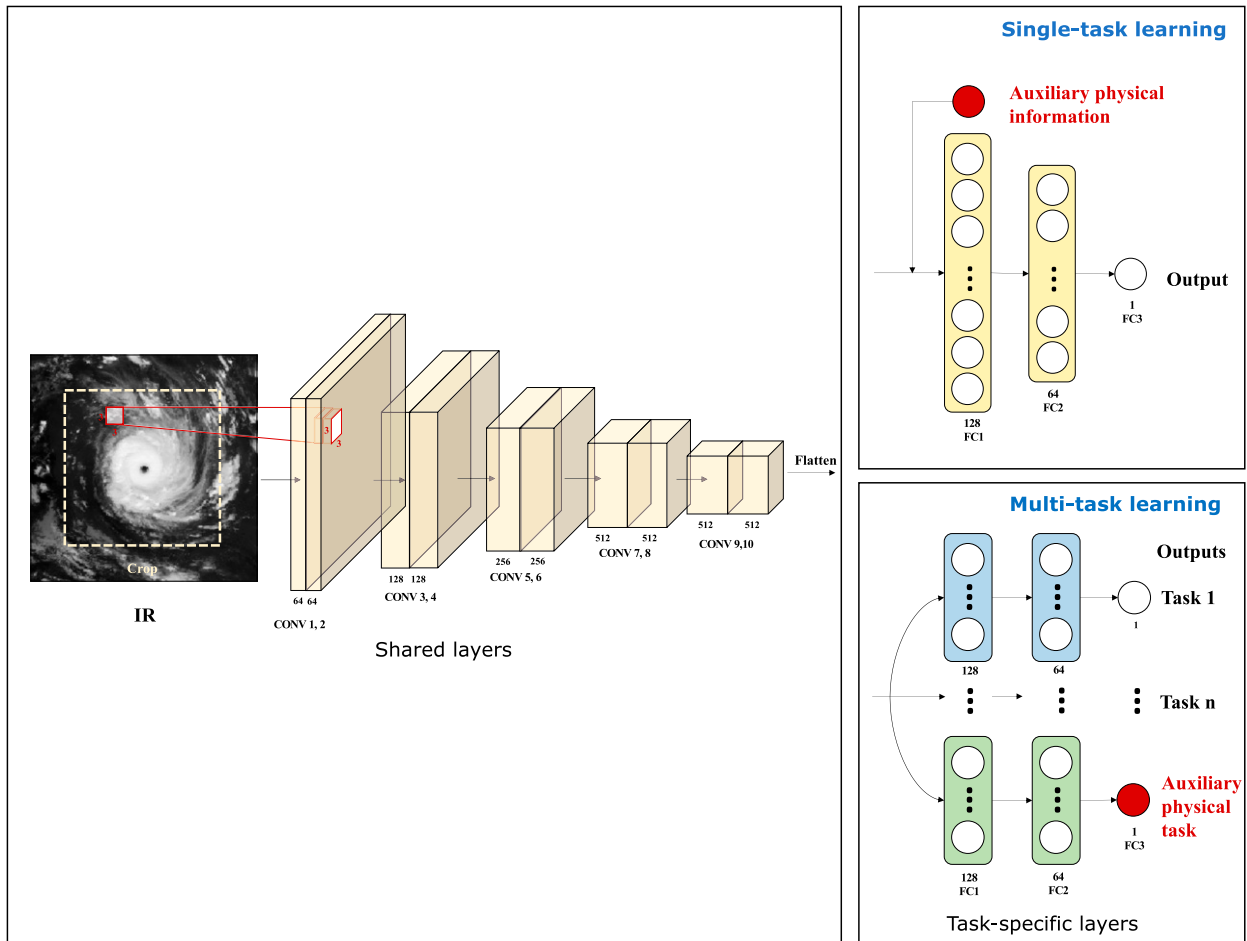 Crop
IR
3
3
64 64
CONV 1, 2
128 128
CONV 3, 4
256 256
CONV 5, 6
512 512
CONV 7, 8
512 512
CONV 9,10
Flatten
Shared layers
Single-task learning
Auxiliary physical
information
128
FC1
64
FC2
1
FC3
Output
Multi-task learning
Outputs
Task 1
1
128
64
Task n
Auxiliary
physical
task
1
FC3
128
FC1
64
FC2
Task-specific layers